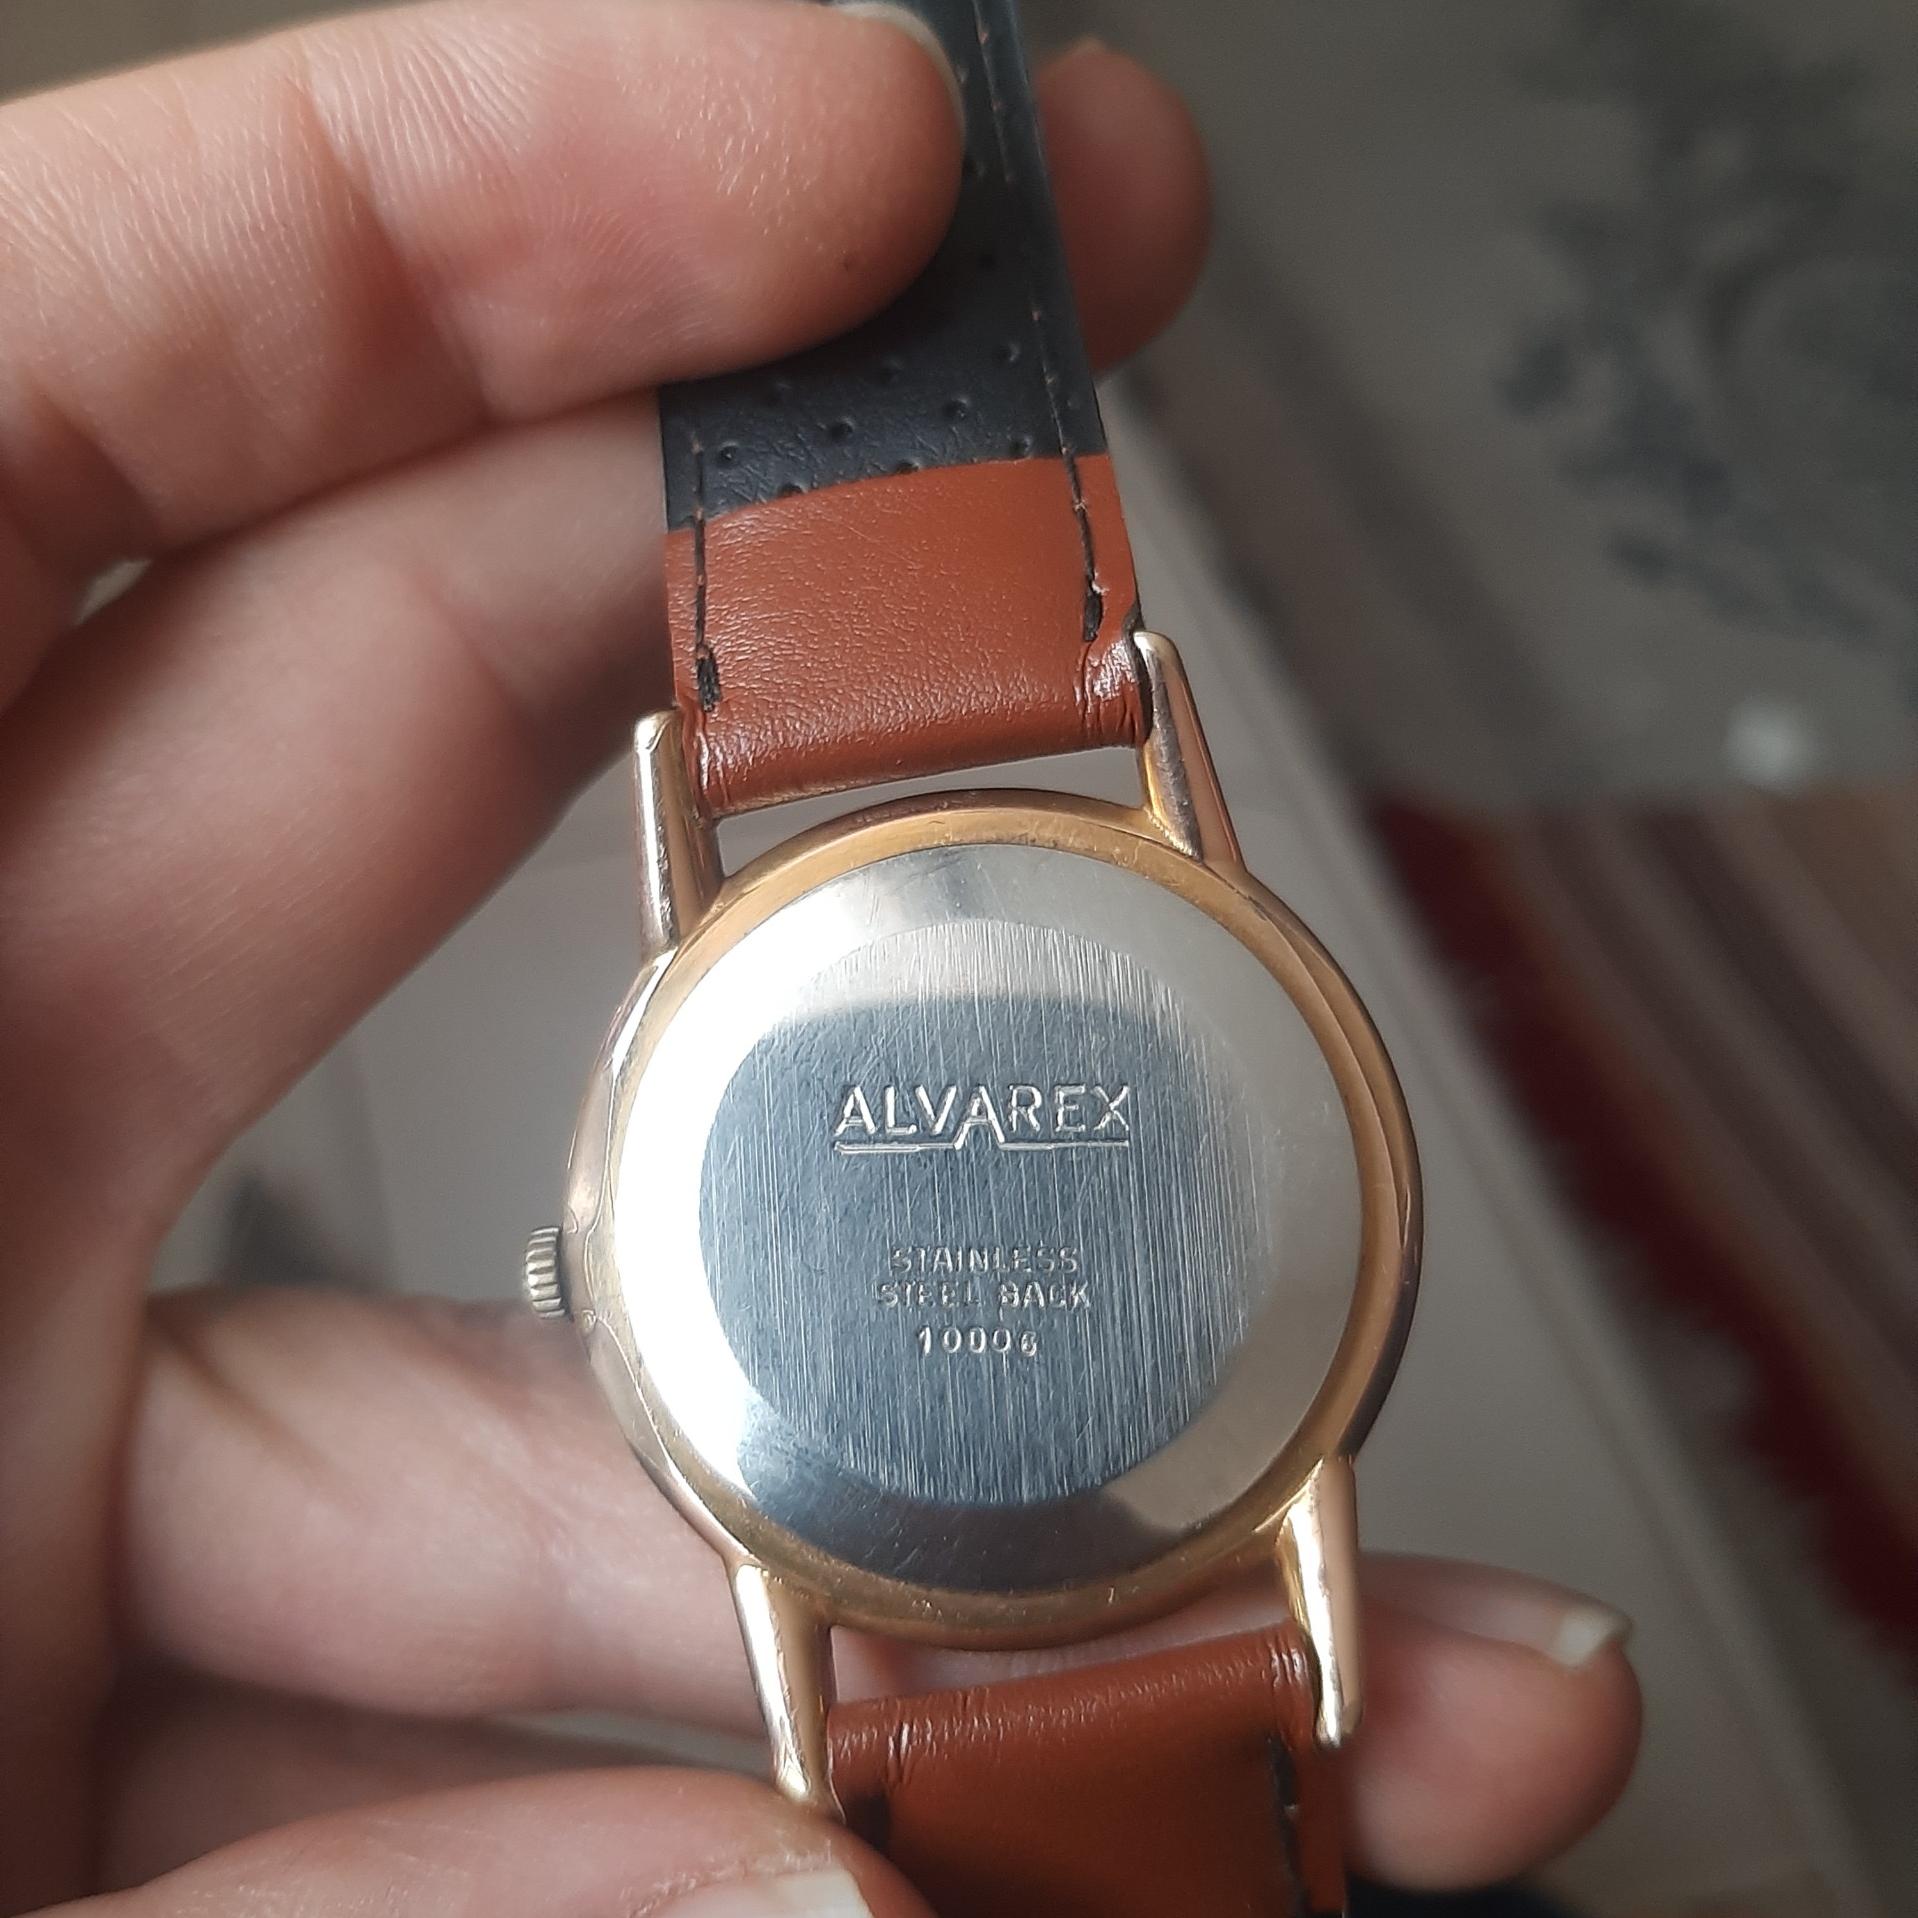 ALVAREX
STAINLESS
STEEL BACK
10006